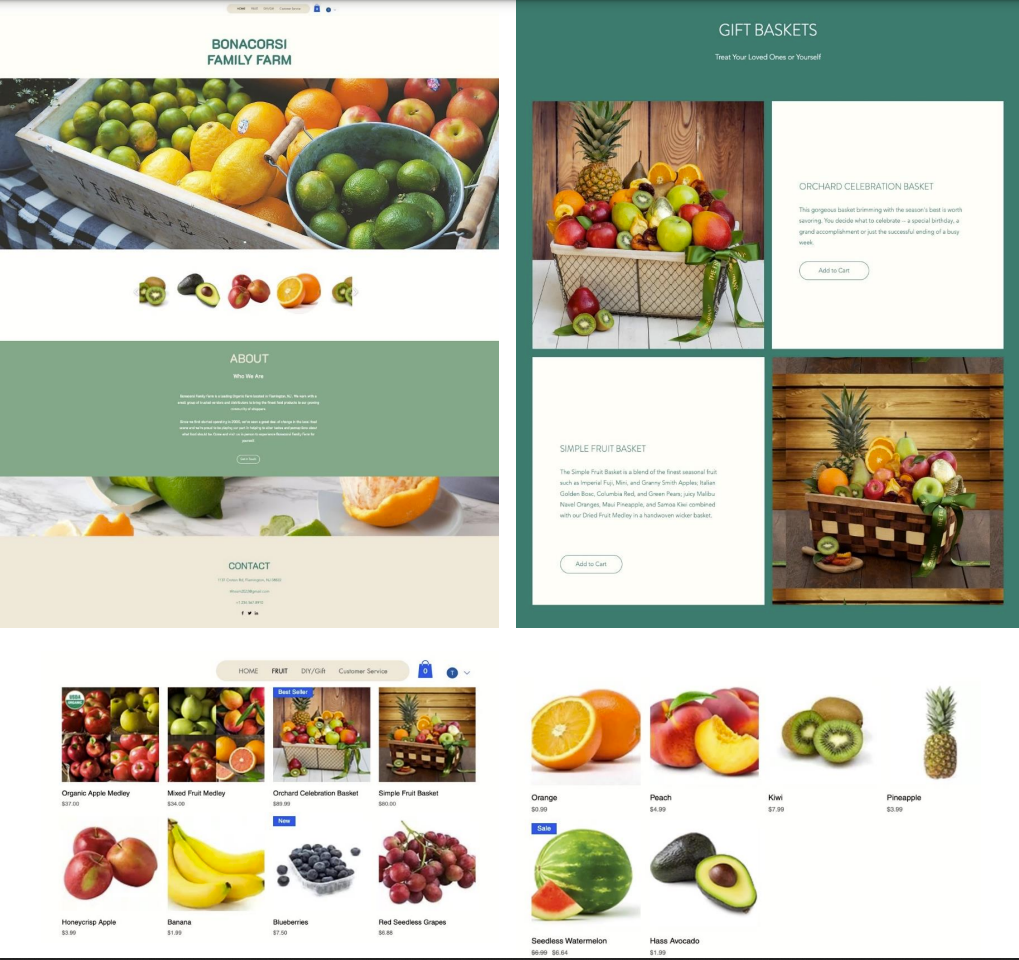 HOME FRUIT DIY/Gift Customer Service
0
BONACORSI
FAMILY FARM
VINTAGE
ABOUT
Who We Are
CONTACT
GIFT BASKETS
Treat Your Loved Ones or Yourself
ORCHARD CELEBRATION BASKET
This gorgeous basket brimming with the season's best is worth
savoring. You decide what to celebrate – a special birthday, a
grand accomplishment or just the successful ending of a busy
week.
Add to Cart
SIMPLE FRUIT BASKET
The Simple Fruit Basket is a blend of the finest seasonal fruit
such as Imperial Fuji, Mini, and Granny Smith Apples; Italian
Golden Bosc, Columbia Red, and Green Pears; juicy Malibu
Navel Oranges, Maui Pineapple, and Samoa Kiwi combined
with our Dried Fruit Medley in a handwoven wicker basket.
Add to Cart
HOME FRUIT DIY/Gift Customer Service 0 T
USDA
ORGANIC
Best Seller
Organic Apple Medley Mixed Fruit Medley Orchard Celebration Basket Simple Fruit Basket
$37.00 $34.00 $89.99 $80.00
New
Honeycrisp Apple Banana Blueberries Red Seedless Grapes
$3.99 $1.99 $7.50 $6.88
Orange Peach Kiwi Pineapple
$0.99 $4.99 $7.99 $3.99
Sale
Seedless Watermelon Hass Avocado
$6.99 $6.64 $1.99